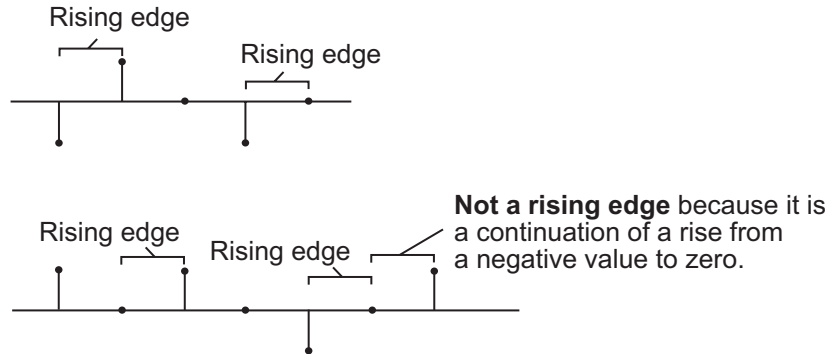 Rising edge
Rising edge
Not a rising edge because it is
a continuation of a rise from
a negative value to zero.
Rising edge
Rising edge